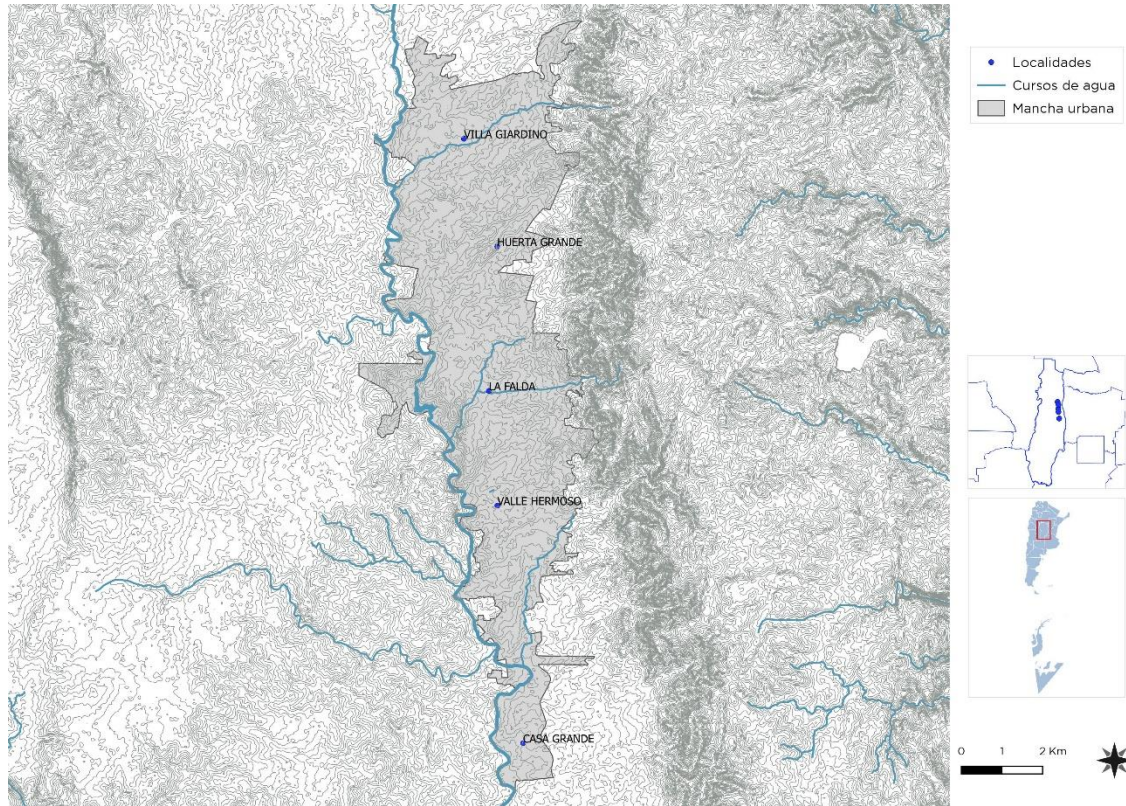 Localidades
Cursos de agua
Mancha urbana
VILLA GIARDINO
HUERTA GRANDE
LA FALDA
VALLE HERMOSO
CASA GRANDE
0 1 2 Km